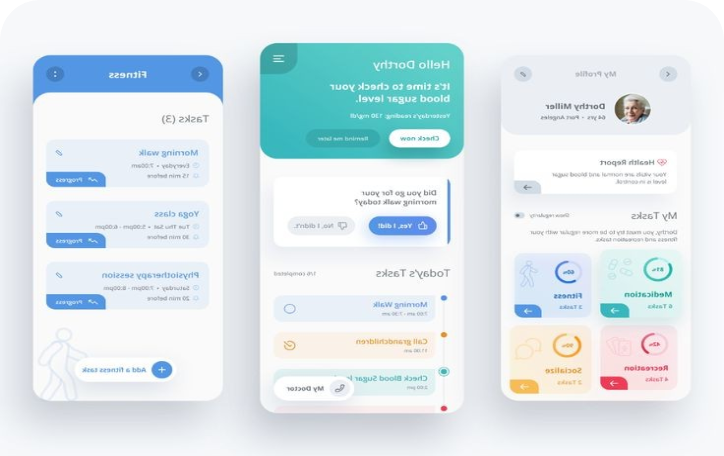 Fitness
Tasks (3)
Morning walk
Everyday • 7:00am
15 min before
Progress
Yoga class
Tue Thu Sat • 5:00pm - 6:00pm
30 min before
Progress
Physiotherapy session
Saturday • 7:30pm - 8:00pm
20 min before
Progress
Add a fitness task
Hello Dorthy
It's time to check your
blood sugar level.
Yesterday's reading: 130 mg/dl
Check now
Remind me later
Did you go for your
morning walk today?
Yes, I did!
No, I didn't.
Today's Tasks
1/6 completed
Morning Walk
7:00 am - 7:30 am
Call grandchildren
11:00 am
Check Blood Sugar
2:00 pm
My Doctor
My Profile
Dorthy Miller
64 yrs • Port Angeles
Health Report
Your vitals are normal and blood sugar
level is in-control.
My Tasks
Show regularity
Dorthy, you must try to be more regular with your
fitness and recreation tasks.
81%
Medication
6 Tasks
60%
Fitness
3 Tasks
42%
Recreation
4 Tasks
Socialize
2 Tasks